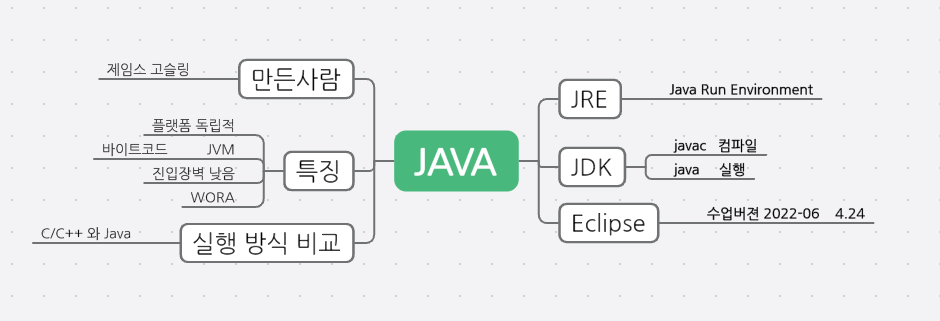 JAVA
만든사람
제임스 고슬링
특징
플랫폼 독립적
바이트코드 JVM
진입장벽 낮음
WORA
실행 방식 비교
C/C++ 와 Java
JRE
Java Run Environment
JDK
javac 컴파일
java 실행
Eclipse
수업버젼 2022-06 4.24